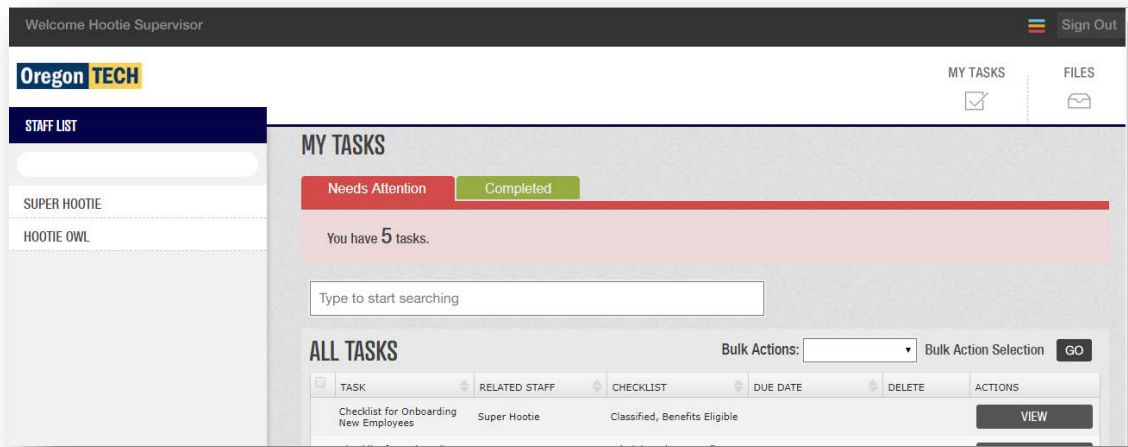 Welcome Hootie Supervisor
Sign Out
Oregon TECH
MY TASKS
FILES
STAFF LIST
SUPER HOOTIE
HOOTIE OWL
MY TASKS
Needs Attention
Completed
You have 5 tasks.
Type to start searching
ALL TASKS
Bulk Actions:
Bulk Action Selection
GO
TASK
RELATED STAFF
CHECKLIST
DUE DATE
DELETE
ACTIONS
Checklist for Onboarding
New Employees
Super Hootie
Classified, Benefits Eligible
VIEW